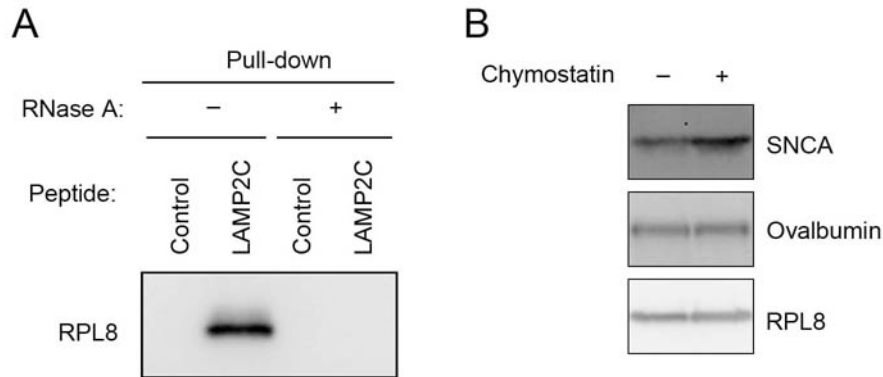 A
Pull-down
RNase A: – +
Peptide: Control LAMP2C Control LAMP2C
RPL8
B
Chymostatin – +
SNCA
Ovalbumin
RPL8